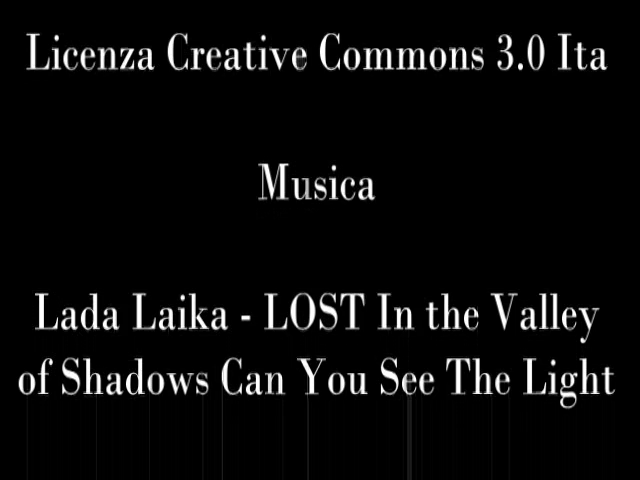 Licenza Creative Commons 3.0 Ita
Musica
Lada Laika - LOST In the Valley
of Shadows Can You See The Light